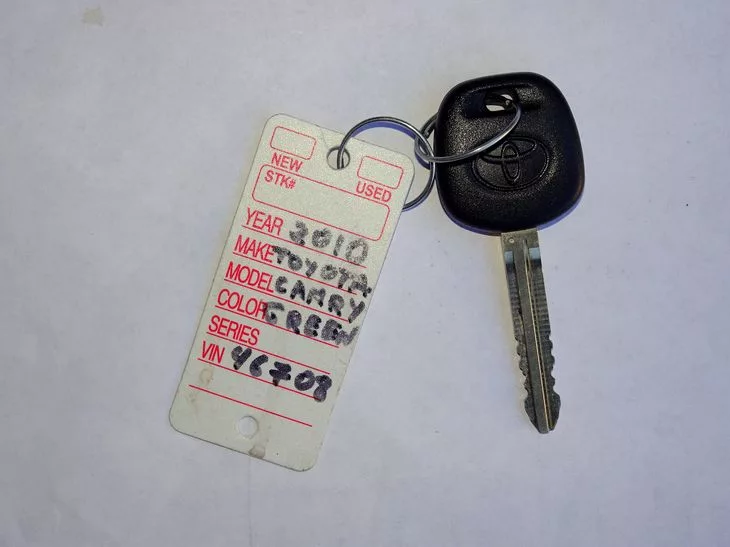 NEW
USED
STK#
YEAR 2010
MAKE TOYOTA
MODEL CAMRY
COLOR GREEN
SERIES
VIN 46708